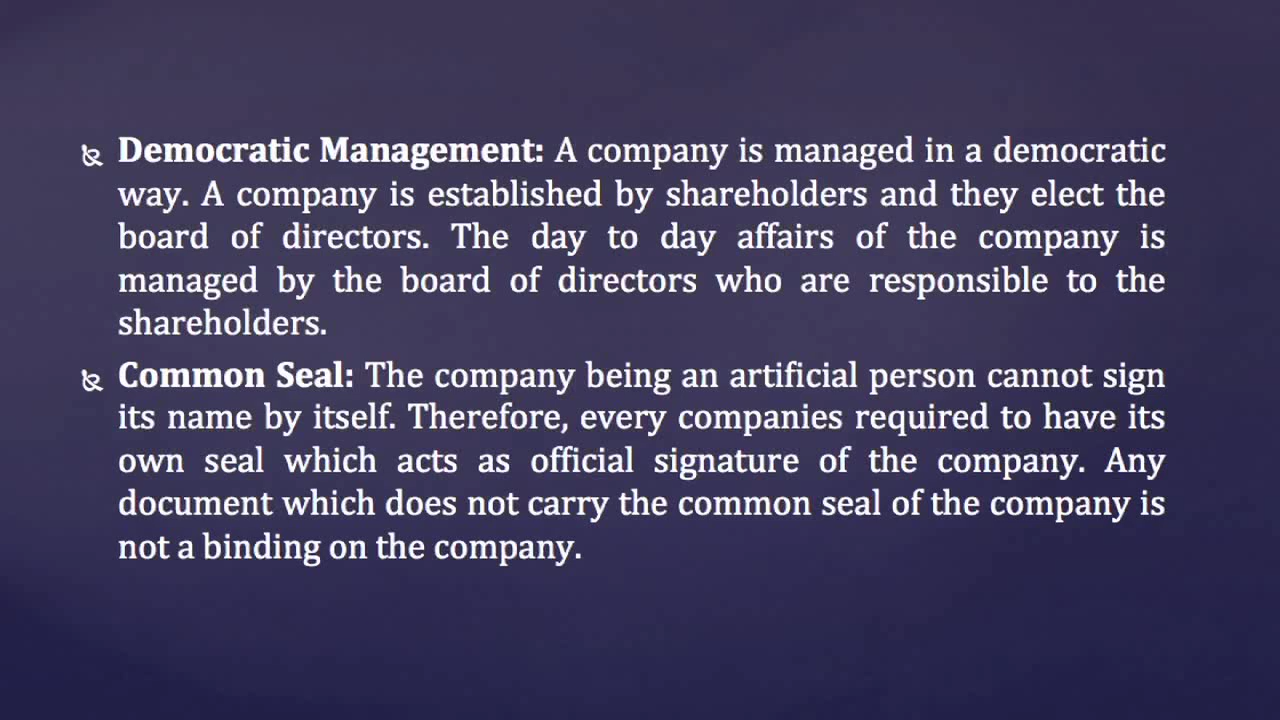 Democratic Management: A company is managed in a democratic
way. A company is established by shareholders and they elect the
board of directors. The day to day affairs of the company is
managed by the board of directors who are responsible to the
shareholders.
Common Seal: The company being an artificial person cannot sign
its name by itself. Therefore, every companies required to have its
own seal which acts as official signature of the company. Any
document which does not carry the common seal of the company is
not a binding on the company.